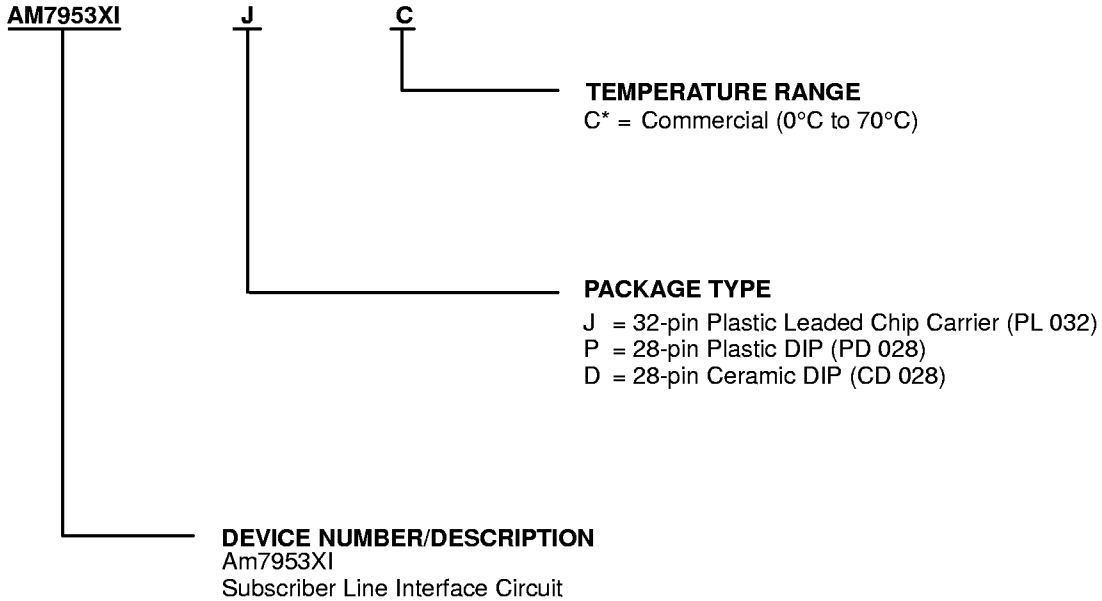 AM7953XI J C
TEMPERATURE RANGE
C* = Commercial (0°C to 70°C)
PACKAGE TYPE
J = 32-pin Plastic Leaded Chip Carrier (PL 032)
P = 28-pin Plastic DIP (PD 028)
D = 28-pin Ceramic DIP (CD 028)
DEVICE NUMBER/DESCRIPTION
Am7953XI
Subscriber Line Interface Circuit